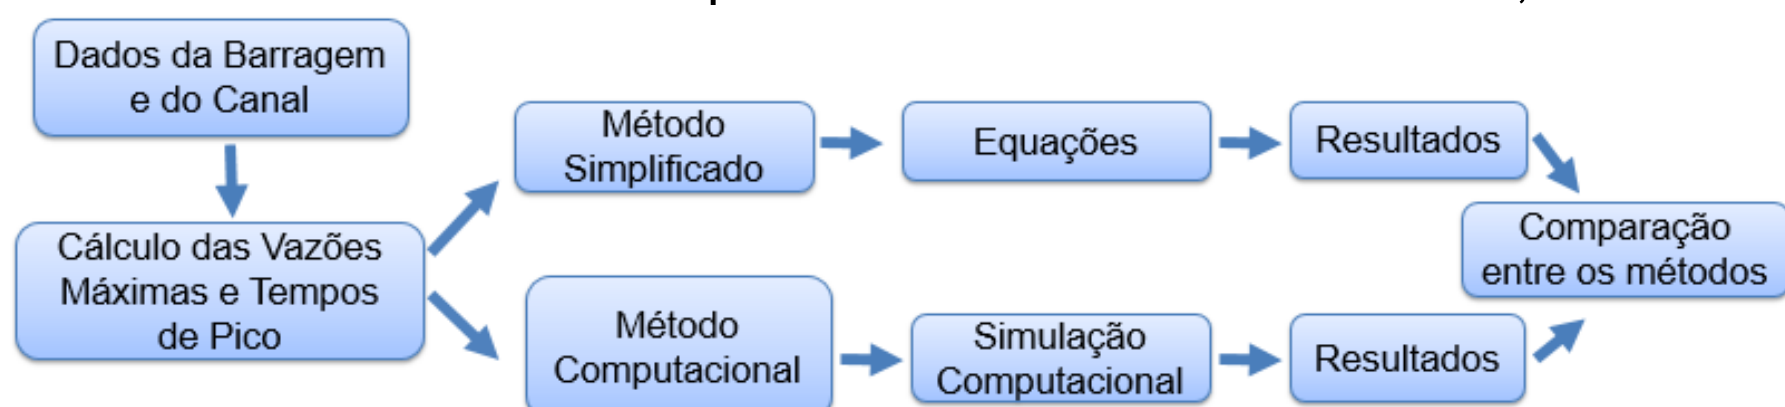 Dados da Barragem
e do Canal
Cálculo das Vazões
Máximas e Tempos
de Pico
Método
Simplificado
Equações
Resultados
Método
Computacional
Simulação
Computacional
Resultados
Comparação
entre os métodos